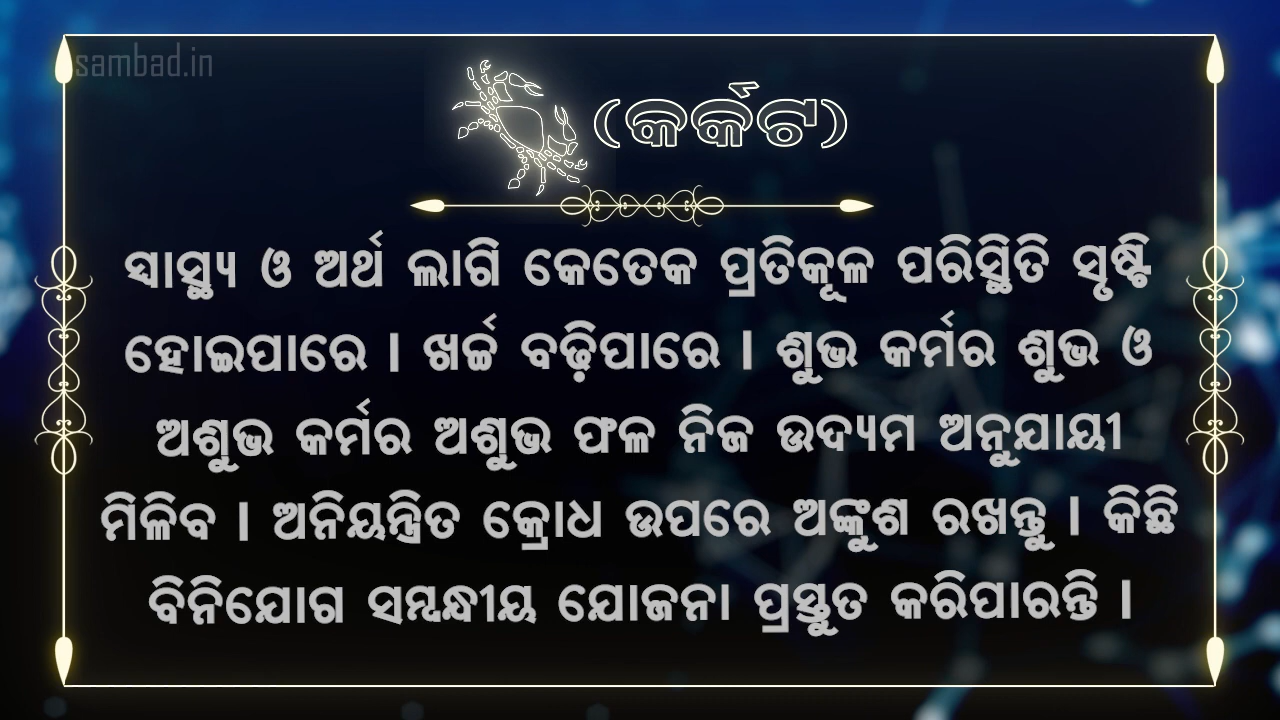 sambad.in
(କର୍କଟ)
ସ୍ୱାସ୍ଥ୍ୟ ଓ ଅର୍ଥ ଲାଗି କେତେକ ପ୍ରତିକୂଳ ପରିସ୍ଥିତି ସୃଷ୍ଟି
ହୋଇପାରେ । ଖର୍ଚ୍ଚ ବଢ଼ିପାରେ । ଶୁଭ କର୍ମର ଶୁଭ ଓ
ଅଶୁଭ କର୍ମର ଅଶୁଭ ଫଳ ନିଜ ଉଦ୍ୟମ ଅନୁଯାୟୀ
ମିଳିବ । ଅନିୟନ୍ତ୍ରିତ କ୍ରୋଧ ଉପରେ ଅଙ୍କୁଶ ରଖନ୍ତୁ । କିଛି
ବିନିଯୋଗ ସମ୍ବନ୍ଧୀୟ ଯୋଜନା ପ୍ରସ୍ତୁତ କରିପାରନ୍ତି ।